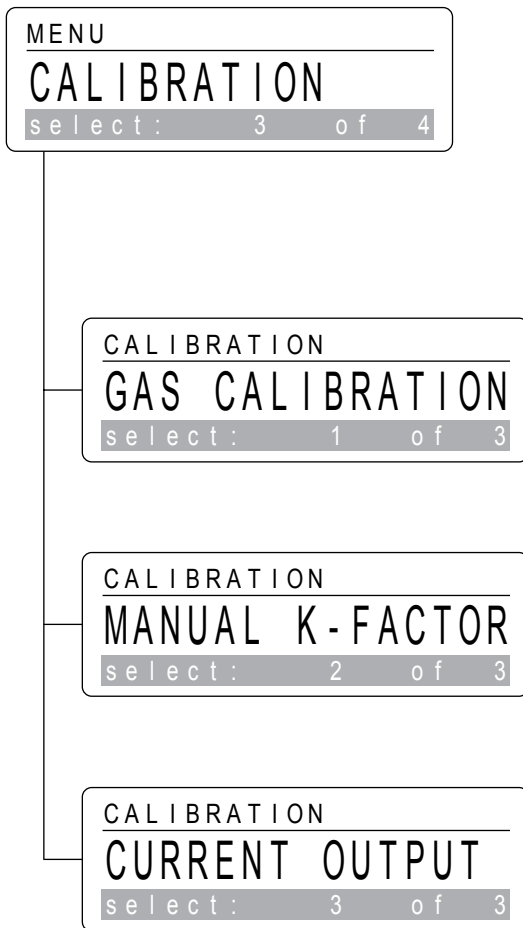 MENU
CALIBRATION
select: 3 of 4
CALIBRATION
GAS CALIBRATION
select: 1 of 3
CALIBRATION
MANUAL K-FACTOR
select: 2 of 3
CALIBRATION
CURRENT OUTPUT
select: 3 of 3